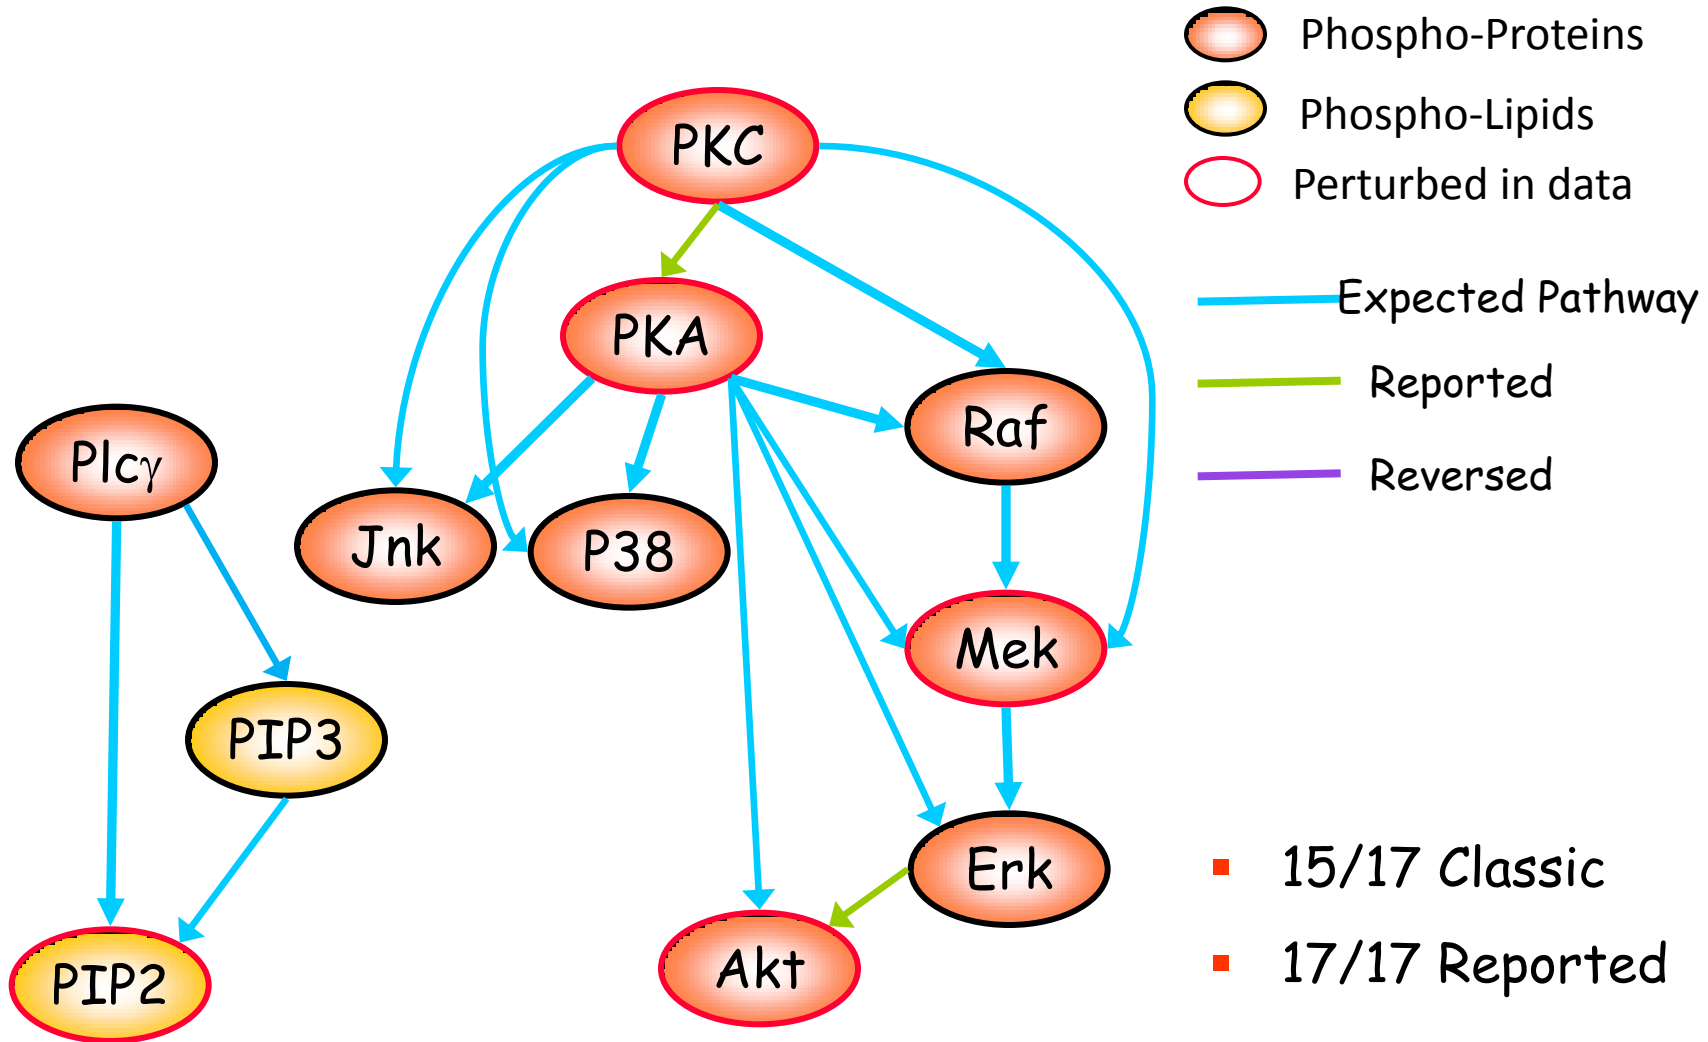 Phospho-Proteins
Phospho-Lipids
Perturbed in data
Expected Pathway
Reported
Reversed
PKC
PKA
Raf
Plcγ
Jnk
P38
Mek
PIP3
Erk
Akt
PIP2
15/17 Classic
17/17 Reported